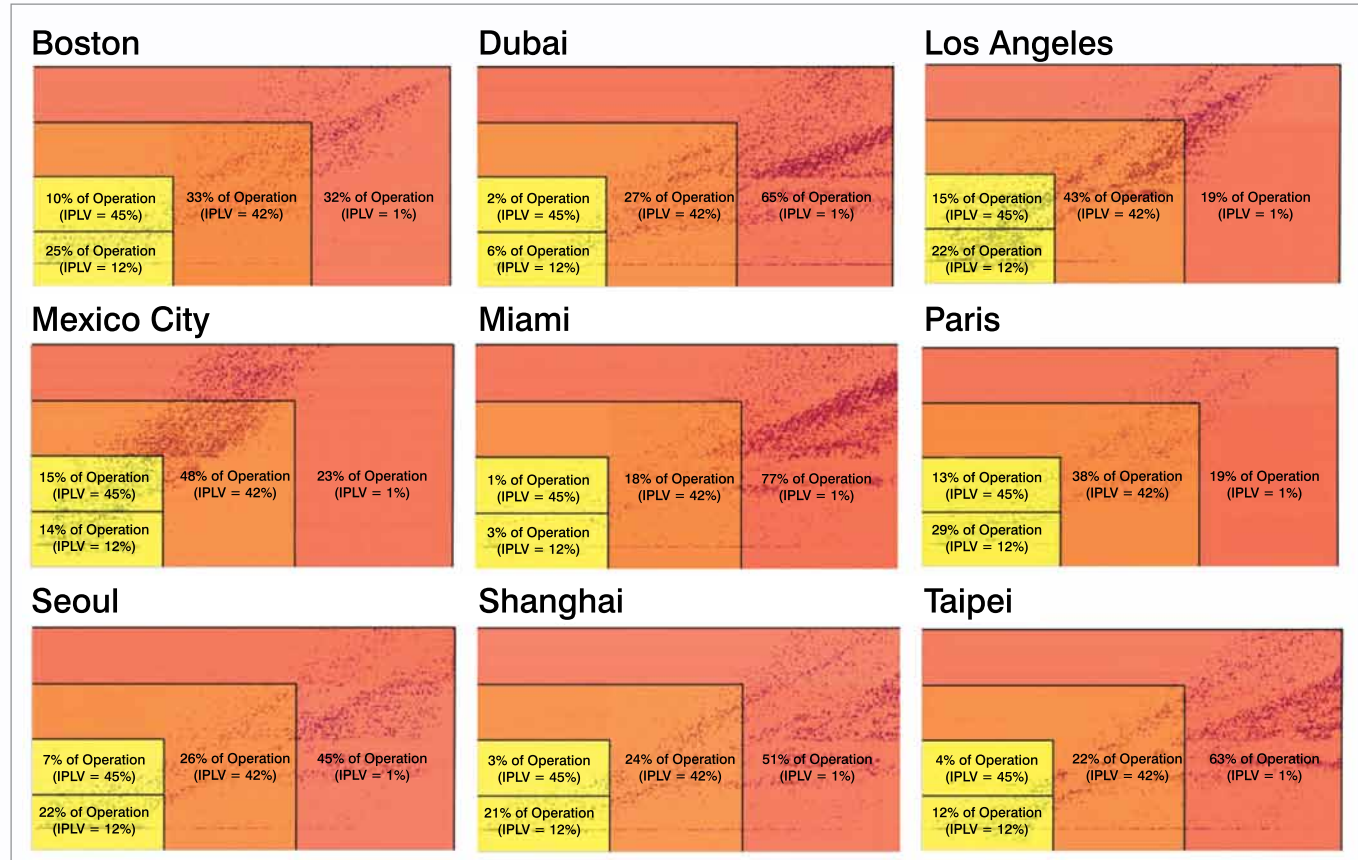 Boston
10% of Operation
(IPLV = 45%)
33% of Operation
(IPLV = 42%)
32% of Operation
(IPLV = 1%)
25% of Operation
(IPLV = 12%)
Dubai
2% of Operation
(IPLV = 45%)
27% of Operation
(IPLV = 42%)
65% of Operation
(IPLV = 1%)
6% of Operation
(IPLV = 12%)
Los Angeles
15% of Operation
(IPLV = 45%)
43% of Operation
(IPLV = 42%)
19% of Operation
(IPLV = 1%)
22% of Operation
(IPLV = 12%)
Mexico City
15% of Operation
(IPLV = 45%)
48% of Operation
(IPLV = 42%)
23% of Operation
(IPLV = 1%)
14% of Operation
(IPLV = 12%)
Miami
1% of Operation
(IPLV = 45%)
18% of Operation
(IPLV = 42%)
77% of Operation
(IPLV = 1%)
3% of Operation
(IPLV = 12%)
Paris
13% of Operation
(IPLV = 45%)
38% of Operation
(IPLV = 42%)
19% of Operation
(IPLV = 1%)
29% of Operation
(IPLV = 12%)
Seoul
7% of Operation
(IPLV = 45%)
26% of Operation
(IPLV = 42%)
45% of Operation
(IPLV = 1%)
22% of Operation
(IPLV = 12%)
Shanghai
3% of Operation
(IPLV = 45%)
24% of Operation
(IPLV = 42%)
51% of Operation
(IPLV = 1%)
21% of Operation
(IPLV = 12%)
Taipei
4% of Operation
(IPLV = 45%)
22% of Operation
(IPLV = 42%)
63% of Operation
(IPLV = 1%)
12% of Operation
(IPLV = 12%)